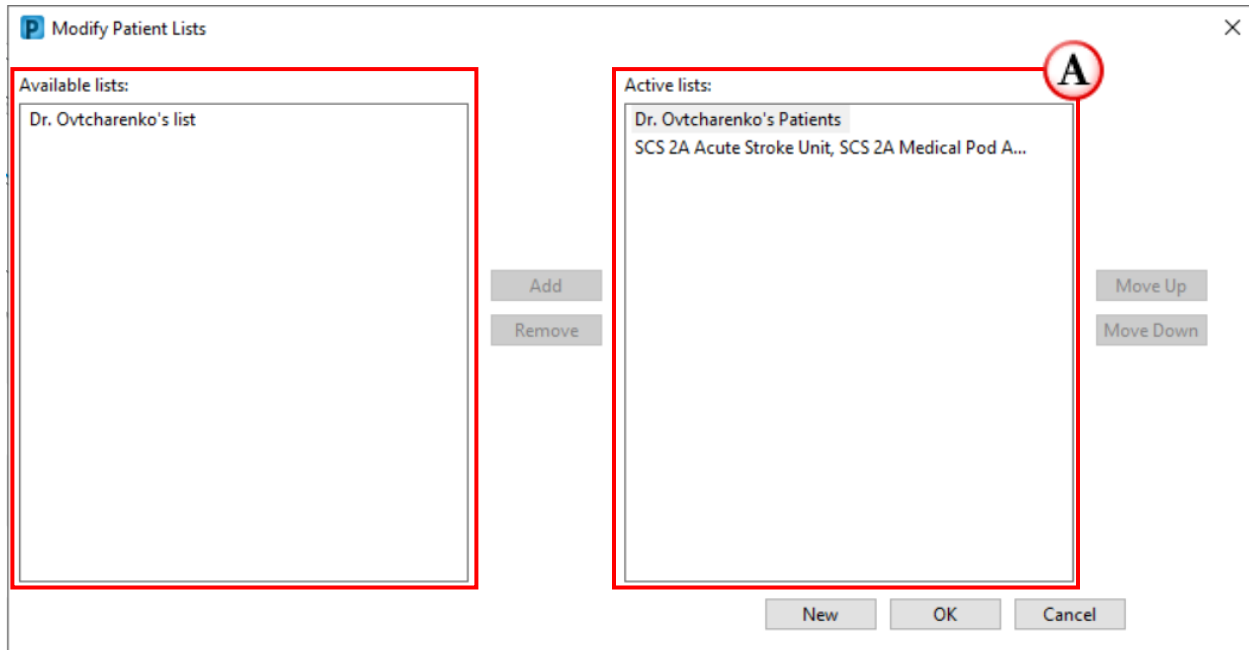 P Modify Patient Lists
Available lists:
Dr. Ovtcharenko's list
Add
Remove
A
Active lists:
Dr. Ovtcharenko's Patients
SCS 2A Acute Stroke Unit, SCS 2A Medical Pod A...
Move Up
Move Down
New OK Cancel